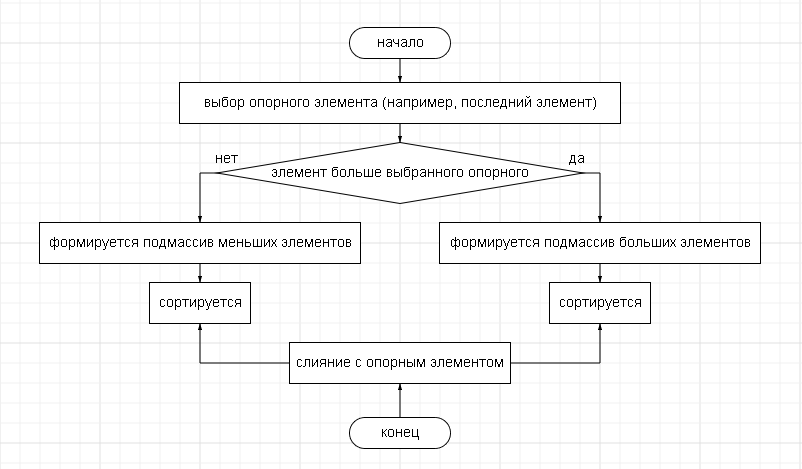 начало
выбор опорного элемента (например, последний элемент)
нет
да
элемент больше выбранного опорного
формируется подмассив меньших элементов
формируется подмассив больших элементов
сортируется
сортируется
слияние с опорным элементом
конец